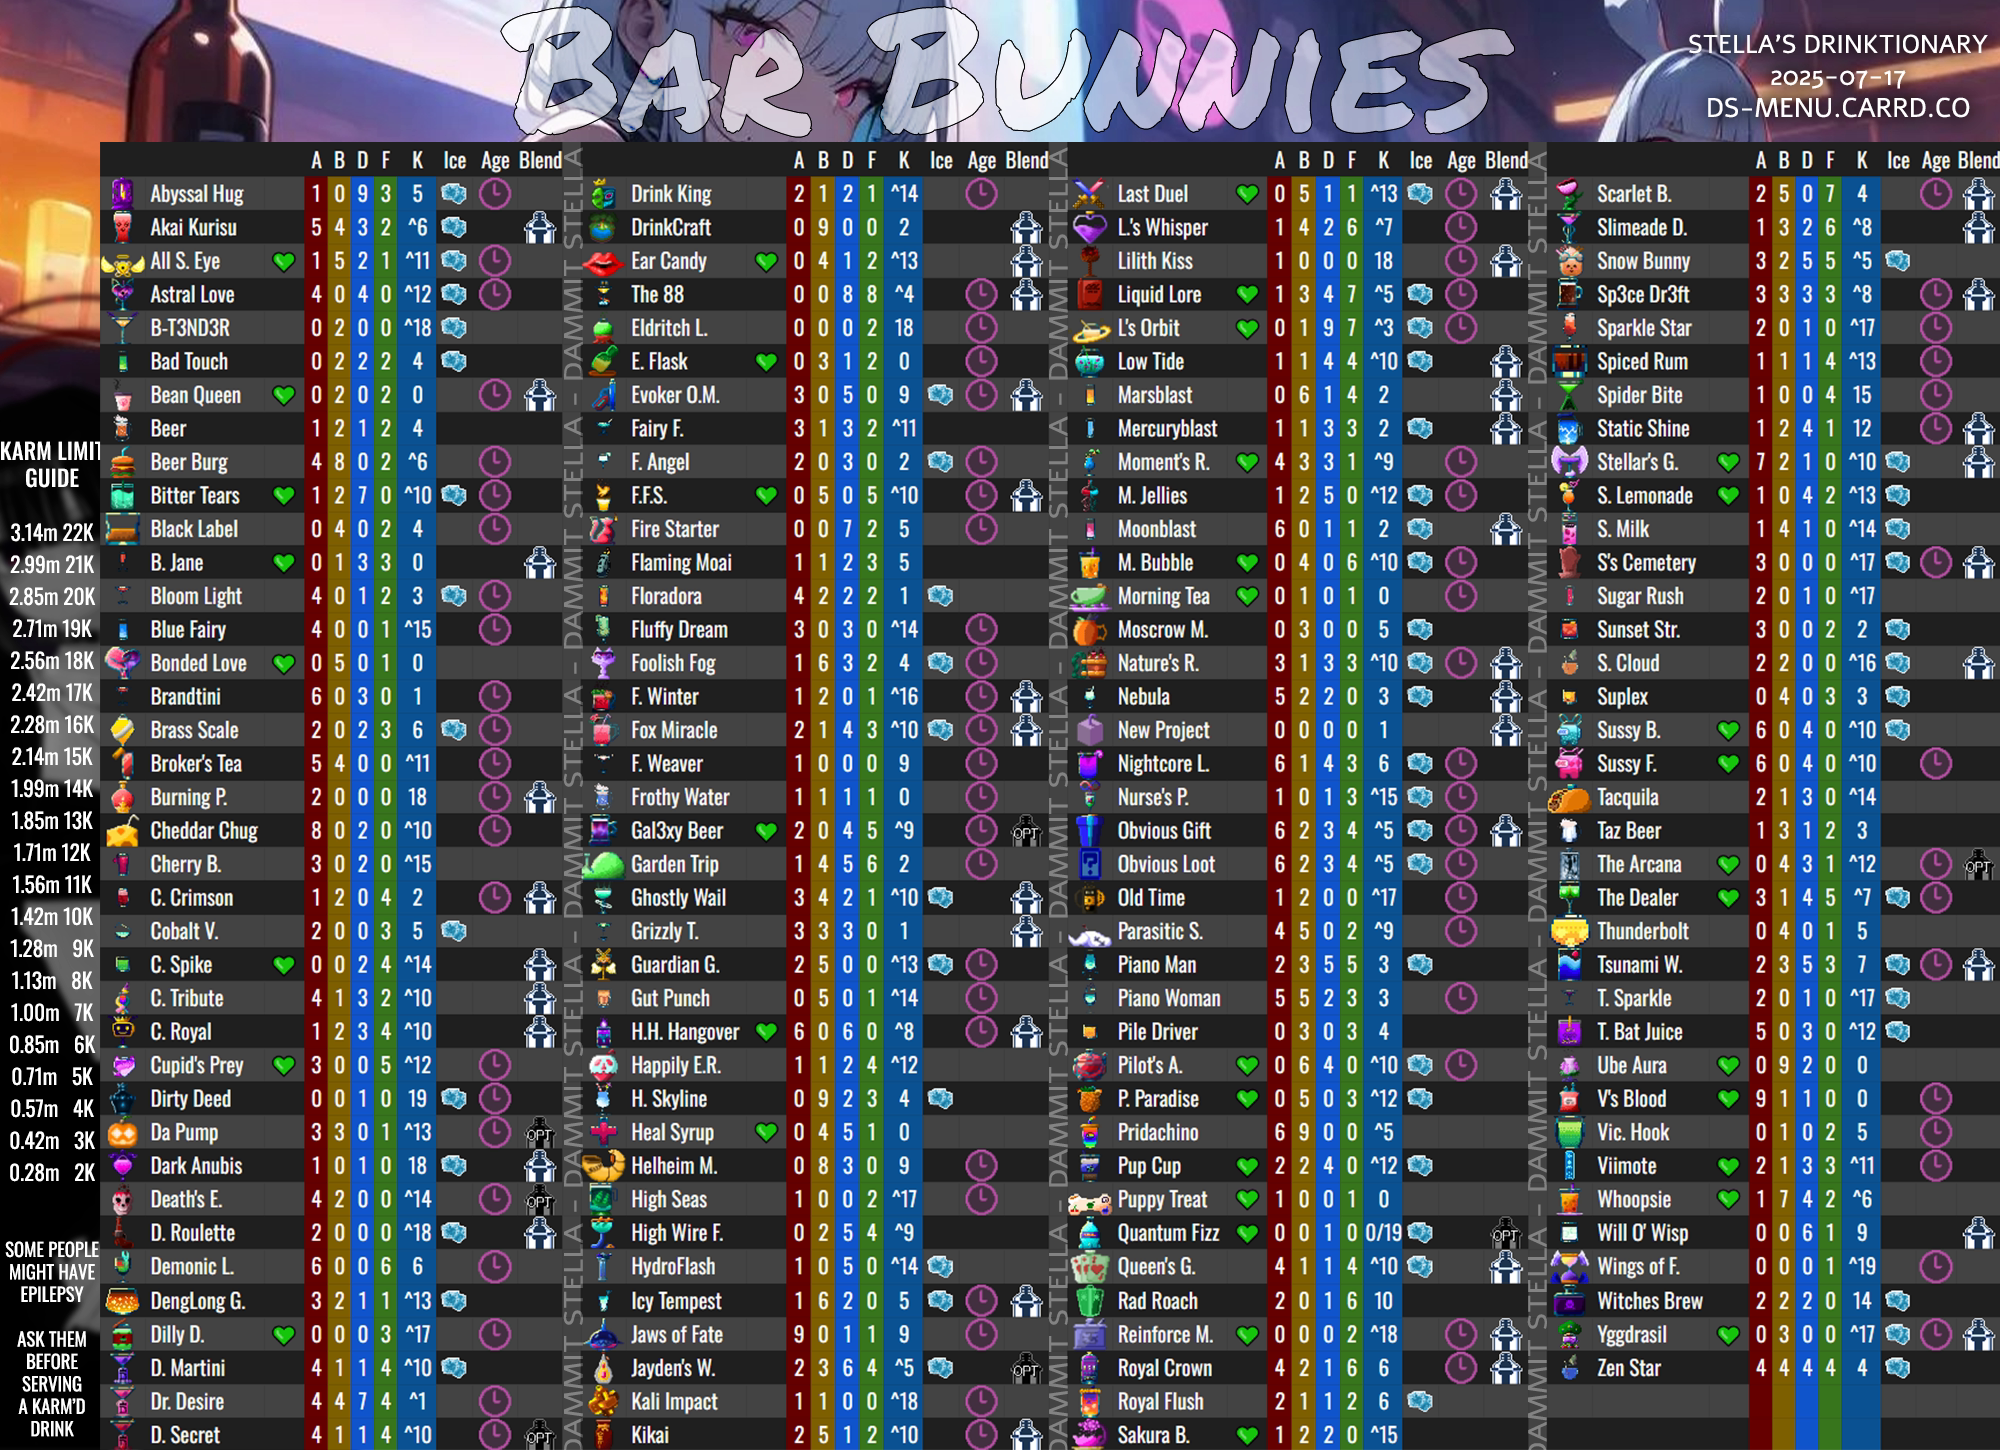 BAR BUNNIES
STELLA'S DRINKTIONARY
2025-07-17
DS-MENU.CARRD.CO
A B D F K Ice Age Blend
Abyssal Hug 1 0 9 3 5
Akai Kurisu 5 4 3 2 ^6
All S. Eye 1 5 2 1 ^11
Astral Love 4 0 4 0 ^12
B-T3ND3R 0 2 0 0 ^18
Bad Touch 0 2 2 2 4
Bean Queen 0 2 0 2 0
Beer 1 2 1 2 4
Beer Burg 4 8 0 2 ^6
Bitter Tears 1 2 7 0 ^10
Black Label 0 4 0 2 4
B. Jane 0 1 3 3 0
Bloom Light 4 0 1 2 3
Blue Fairy 4 0 0 1 ^15
Bonded Love 0 5 0 1 0
Brandtini 6 0 3 0 1
Brass Scale 2 0 2 3 6
Broker's Tea 5 4 0 0 ^11
Burning P. 2 0 0 0 18
Cheddar Chug 8 0 2 0 ^10
Cherry B. 3 0 2 0 ^15
C. Crimson 1 2 0 4 2
Cobalt V. 2 0 0 3 5
C. Spike 0 0 2 4 ^14
C. Tribute 4 1 3 2 ^10
C. Royal 1 2 3 4 ^10
Cupid's Prey 3 0 0 5 ^12
Dirty Deed 0 0 1 0 19
Da Pump 3 3 0 1 ^13 OPT
Dark Anubis 1 0 1 0 18
Death's E. 4 2 0 0 ^14 OPT
D. Roulette 2 0 0 0 ^18
Demonic L. 6 0 0 6 6
DengLong G. 3 2 1 1 ^13
Dilly D. 0 0 0 3 ^17
D. Martini 4 1 1 4 ^10
Dr. Desire 4 4 7 4 ^1
D. Secret 4 1 1 4 ^10 OPT
A B D F K Ice Age Blend
Drink King 2 1 2 1 ^14
DrinkCraft 0 9 0 0 2
Ear Candy 0 4 1 2 ^13
The 88 0 0 8 8 ^4
Eldritch L. 0 0 0 2 18
E. Flask 0 3 1 2 0
Evoker O.M. 3 0 5 0 9
Fairy F. 3 1 3 2 ^11
F. Angel 2 0 3 0 2
F.F.S. 0 5 0 5 ^10
Fire Starter 0 0 7 2 5
Flaming Moai 1 1 2 3 5
Floradora 4 2 2 2 1
Fluffy Dream 3 0 3 0 ^14
Foolish Fog 1 6 3 2 4
F. Winter 1 2 0 1 ^16
Fox Miracle 2 1 4 3 ^10
F. Weaver 1 0 0 0 9
Frothy Water 1 1 1 1 0
Gal3xy Beer 2 0 4 5 ^9 OPT
Garden Trip 1 4 5 6 2
Ghostly Wail 3 4 2 1 ^10
Grizzly T. 3 3 3 0 1
Guardian G. 2 5 0 0 ^13
Gut Punch 0 5 0 1 ^14
H.H. Hangover 6 0 6 0 ^8
Happily E.R. 1 1 2 4 ^12
H. Skyline 0 9 2 3 4
Heal Syrup 0 4 5 1 0
Helheim M. 0 8 3 0 9
High Seas 1 0 0 2 ^17
High Wire F. 0 2 5 4 ^9
HydroFlash 1 0 5 0 ^14
Icy Tempest 1 6 2 0 5
Jaws of Fate 9 0 1 1 9
Jayden's W. 2 3 6 4 ^5 OPT
Kali Impact 1 1 0 0 ^18
Kikai 2 5 1 2 ^10
A B D F K Ice Age Blend
Last Duel 0 5 1 1 ^13
L.'s Whisper 1 4 2 6 ^7
Lilith Kiss 1 0 0 0 18
Liquid Lore 1 3 4 7 ^5
L's Orbit 0 1 9 7 ^3
Low Tide 1 1 4 4 ^10
Marsblast 0 6 1 4 2
Mercuryblast 1 1 3 3 2
Moment's R. 4 3 3 1 ^9
M. Jellies 1 2 5 0 ^12
Moonblast 6 0 1 1 2
M. Bubble 0 4 0 6 ^10
Morning Tea 0 1 0 1 0
Moscrow M. 0 3 0 0 5
Nature's R. 3 1 3 3 ^10
Nebula 5 2 2 0 3
New Project 0 0 0 0 1
Nightcore L. 6 1 4 3 6
Nurse's P. 1 0 1 3 ^15
Obvious Gift 6 2 3 4 ^5
Obvious Loot 6 2 3 4 ^5
Old Time 1 2 0 0 ^17
Parasitic S. 4 5 0 2 ^9
Piano Man 2 3 5 5 3
Piano Woman 5 5 2 3 3
Pile Driver 0 3 0 3 4
Pilot's A. 0 6 4 0 ^10
P. Paradise 0 5 0 3 ^12
Pridachino 6 9 0 0 ^5
Pup Cup 2 2 4 0 ^12
Puppy Treat 1 0 0 1 0
Quantum Fizz 0 0 1 0 0/19 OPT
Queen's G. 4 1 1 4 ^10
Rad Roach 2 0 1 6 10
Reinforce M. 0 0 0 2 ^18
Royal Crown 4 2 1 6 6
Royal Flush 2 1 1 2 6
Sakura B. 1 2 2 0 ^15
A B D F K Ice Age Blend
Scarlet B. 2 5 0 7 4
Slimeade D. 1 3 2 6 ^8
Snow Bunny 3 2 5 5 ^5
Sp3ce Dr3ft 3 3 3 3 ^8
Sparkle Star 2 0 1 0 ^17
Spiced Rum 1 1 1 4 ^13
Spider Bite 1 0 0 4 15
Static Shine 1 2 4 1 12
Stellar's G. 7 2 1 0 ^10
S. Lemonade 1 0 4 2 ^13
S. Milk 1 4 1 0 ^14
S's Cemetery 3 0 0 0 ^17
Sugar Rush 2 0 1 0 ^17
Sunset Str. 3 0 0 2 2
S. Cloud 2 2 0 0 ^16
Suplex 0 4 0 3 3
Sussy B. 6 0 4 0 ^10
Sussy F. 6 0 4 0 ^10
Tacquila 2 1 3 0 ^14
Taz Beer 1 3 1 2 3
The Arcana 0 4 3 1 ^12 OPT
The Dealer 3 1 4 5 ^7
Thunderbolt 0 4 0 1 5
Tsunami W. 2 3 5 3 7
T. Sparkle 2 0 1 0 ^17
T. Bat Juice 5 0 3 0 ^12
Ube Aura 0 9 2 0 0
V's Blood 9 1 1 0 0
Vic. Hook 0 1 0 2 5
Viimote 2 1 3 3 ^11
Whoopsie 1 7 4 2 ^6
Will O' Wisp 0 0 6 1 9
Wings of F. 0 0 0 1 ^19
Witches Brew 2 2 2 0 14
Yggdrasil 0 3 0 0 ^17
Zen Star 4 4 4 4 4
KARM LIMIT
GUIDE
3.14m 22K
2.99m 21K
2.85m 20K
2.71m 19K
2.56m 18K
2.42m 17K
2.28m 16K
2.14m 15K
1.99m 14K
1.85m 13K
1.71m 12K
1.56m 11K
1.42m 10K
1.28m 9K
1.13m 8K
1.00m 7K
0.85m 6K
0.71m 5K
0.57m 4K
0.42m 3K
0.28m 2K
SOME PEOPLE
MIGHT HAVE
EPILEPSY
ASK THEM
BEFORE
SERVING
A KARM'D
DRINK
DAMMIT STELLA - DAMMIT STELLA - DAMMIT STELLA - DAMMIT STELLA - DAMMIT STELLA
DAMMIT STELLA - DAMMIT STELLA - DAMMIT STELLA - DAMMIT STELLA - DAMMIT STELLA
DAMMIT STELLA - DAMMIT STELLA - DAMMIT STELLA - DAMMIT STELLA - DAMMIT STELLA